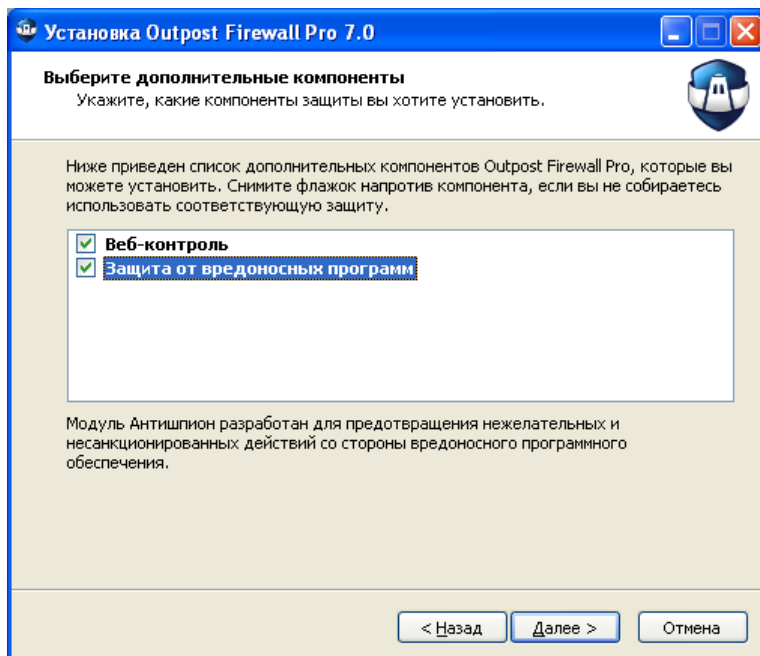 Установка Outpost Firewall Pro 7.0
Выберите дополнительные компоненты
Укажите, какие компоненты защиты вы хотите установить.
Ниже приведен список дополнительных компонентов Outpost Firewall Pro, которые вы
можете установить. Снимите флажок напротив компонента, если вы не собираетесь
использовать соответствующую защиту.
Веб-контроль
Защита от вредоносных программ
Модуль Антишпион разработан для предотвращения нежелательных и
несанкционированных действий со стороны вредоносного программного
обеспечения.
< Назад Далее > Отмена